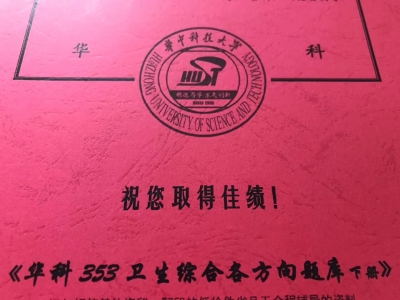 华 科
華中科技大學
HUAZHONG UNIVERSITY OF SCIENCE AND TECHNOLOGY
HUST
祝您取得佳绩!
《华科353卫生综合各方向题库下册》